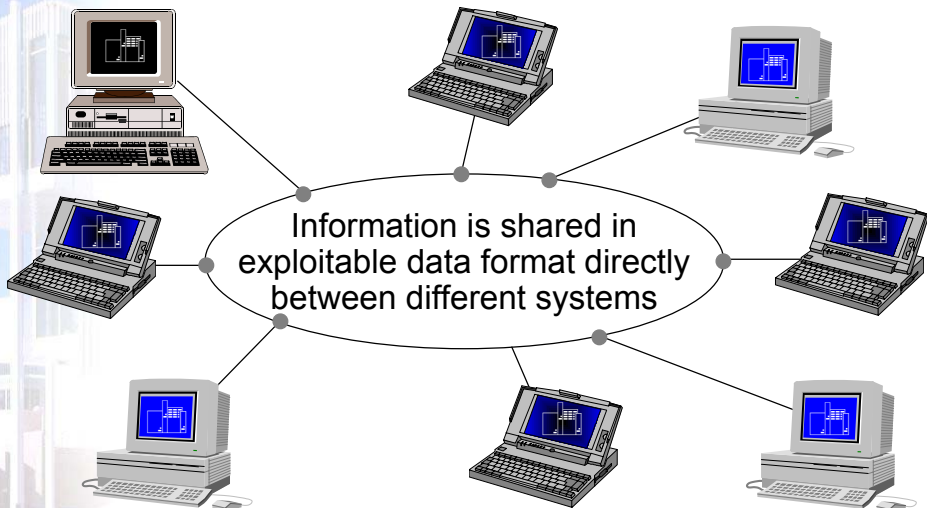 Information is shared in
exploitable data format directly
between different systems